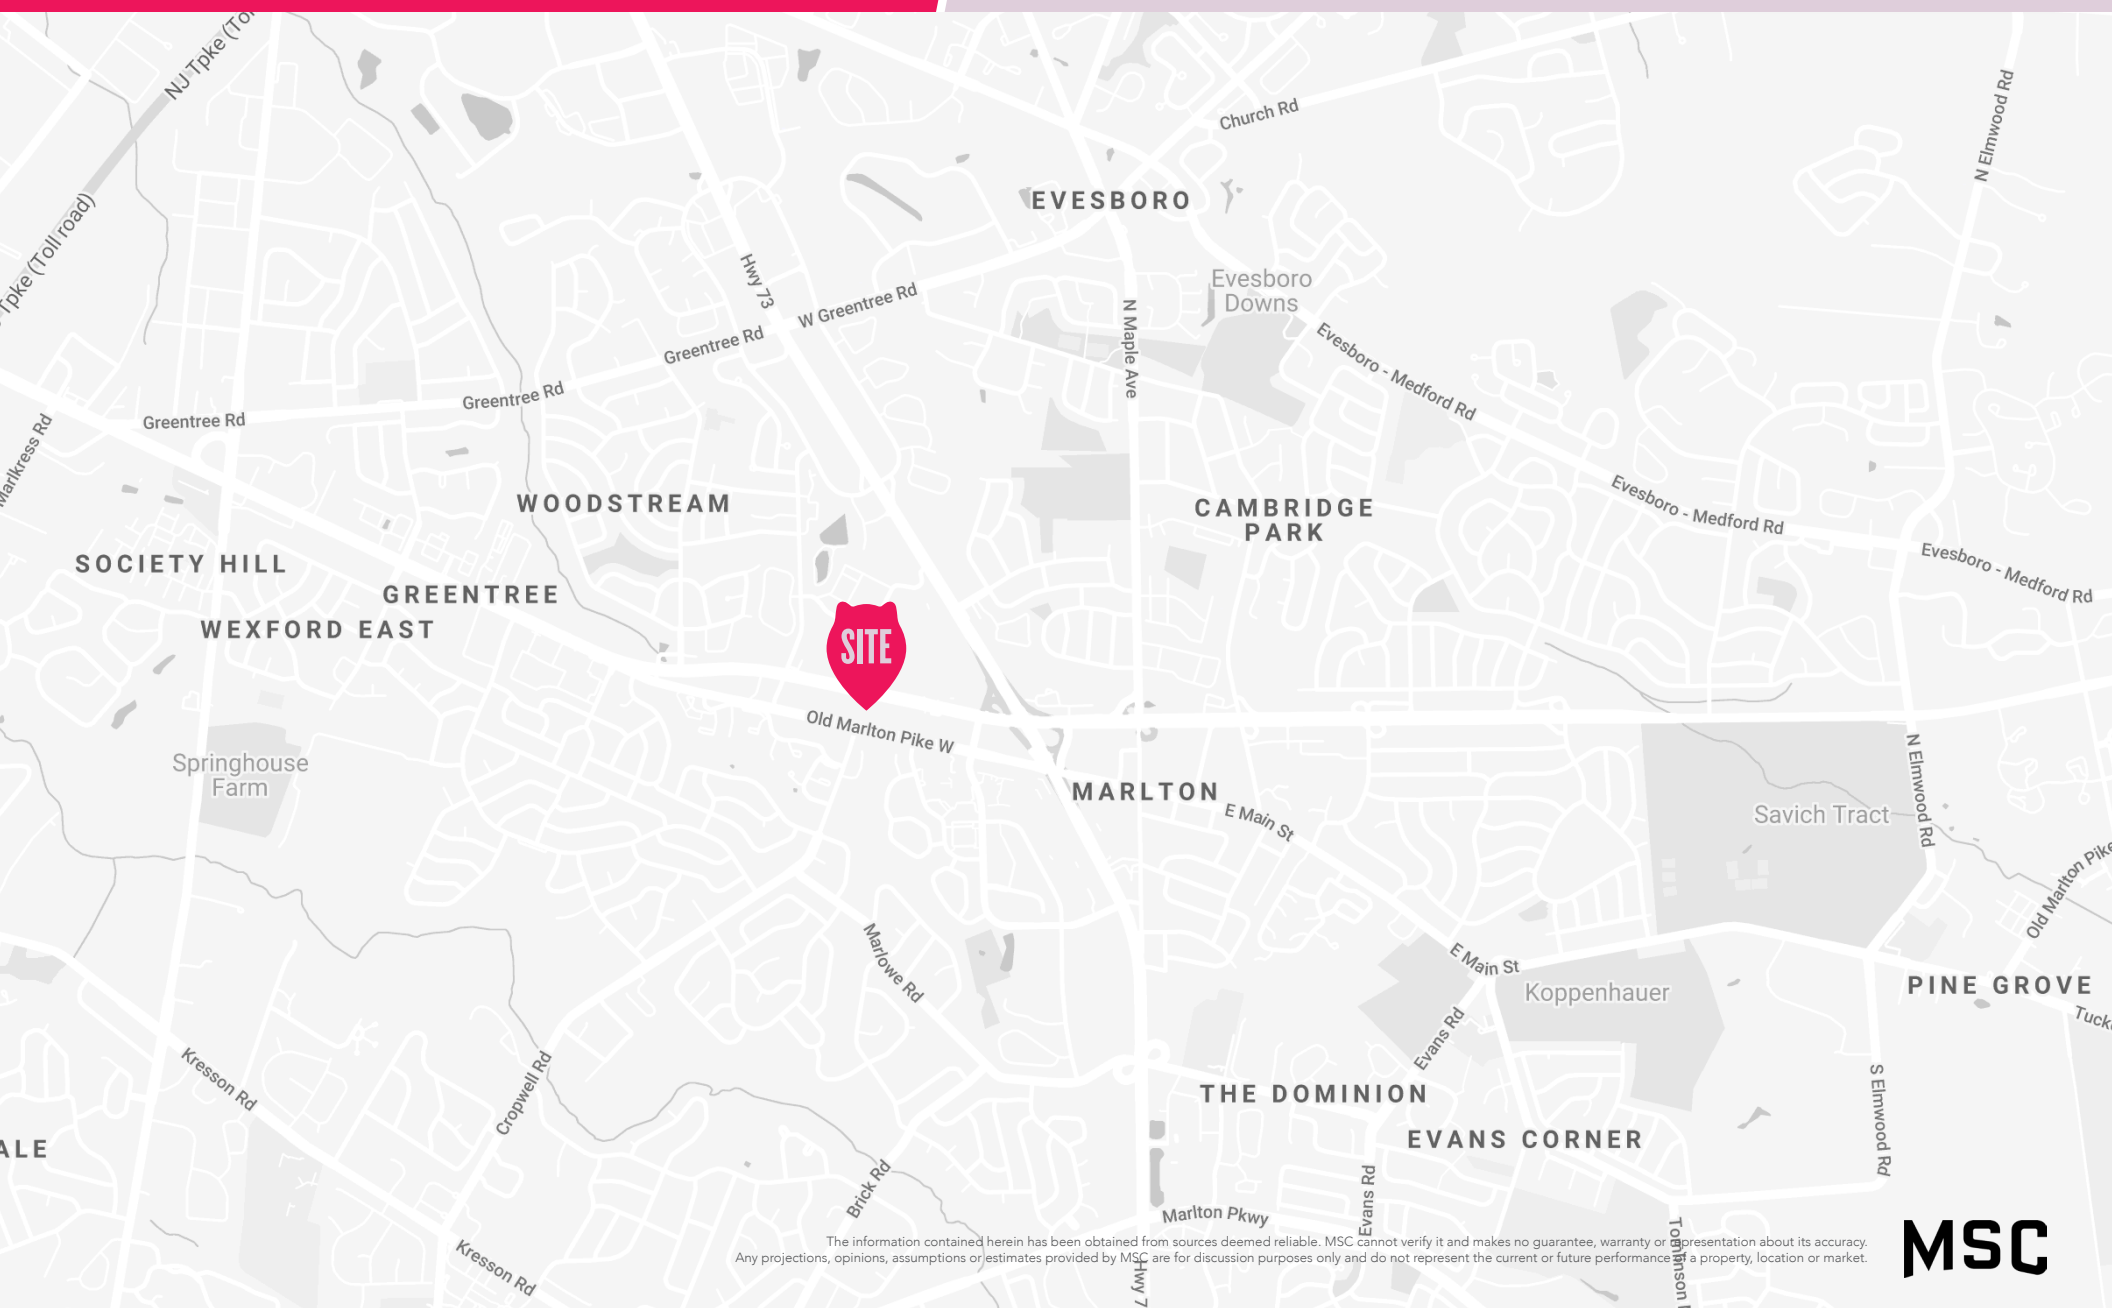 NJ Tpke (Tol
Church Rd
N Elmwood Rd
EVESBORO
Tpke (Toll road)
Hwy 73
Evesboro
Downs
W Greentree Rd
Greentree Rd
N Maple Ave
Evesboro - Medford Rd
Greentree Rd
Greentree Rd
Marlkress Rd
WOODSTREAM
CAMBRIDGE
PARK
Evesboro - Medford Rd
SOCIETY HILL
GREENTREE
Evesboro - Medford Rd
WEXFORD EAST
SITE
Old Marlton Pike W
Springhouse
Farm
MARLTON
E Main St
Savich Tract
N Elmwood Rd
Old Marlton Pike
Marlowe Rd
E Main St
Koppenhauer
PINE GROVE
Tuck
Evans Rd
Kresson Rd
Cropwell Rd
THE DOMINION
EVANS CORNER
S Elmwood Rd
ALE
Brick Rd
Evans Rd
Marlton Pkwy
Kresson Rd
Hwy 7
The information contained herein has been obtained from sources deemed reliable. MSC cannot verify it and makes no guarantee, warranty or representation about its accuracy.
Any projections, opinions, assumptions or estimates provided by MSC are for discussion purposes only and do not represent the current or future performance of a property, location or market.
MSC